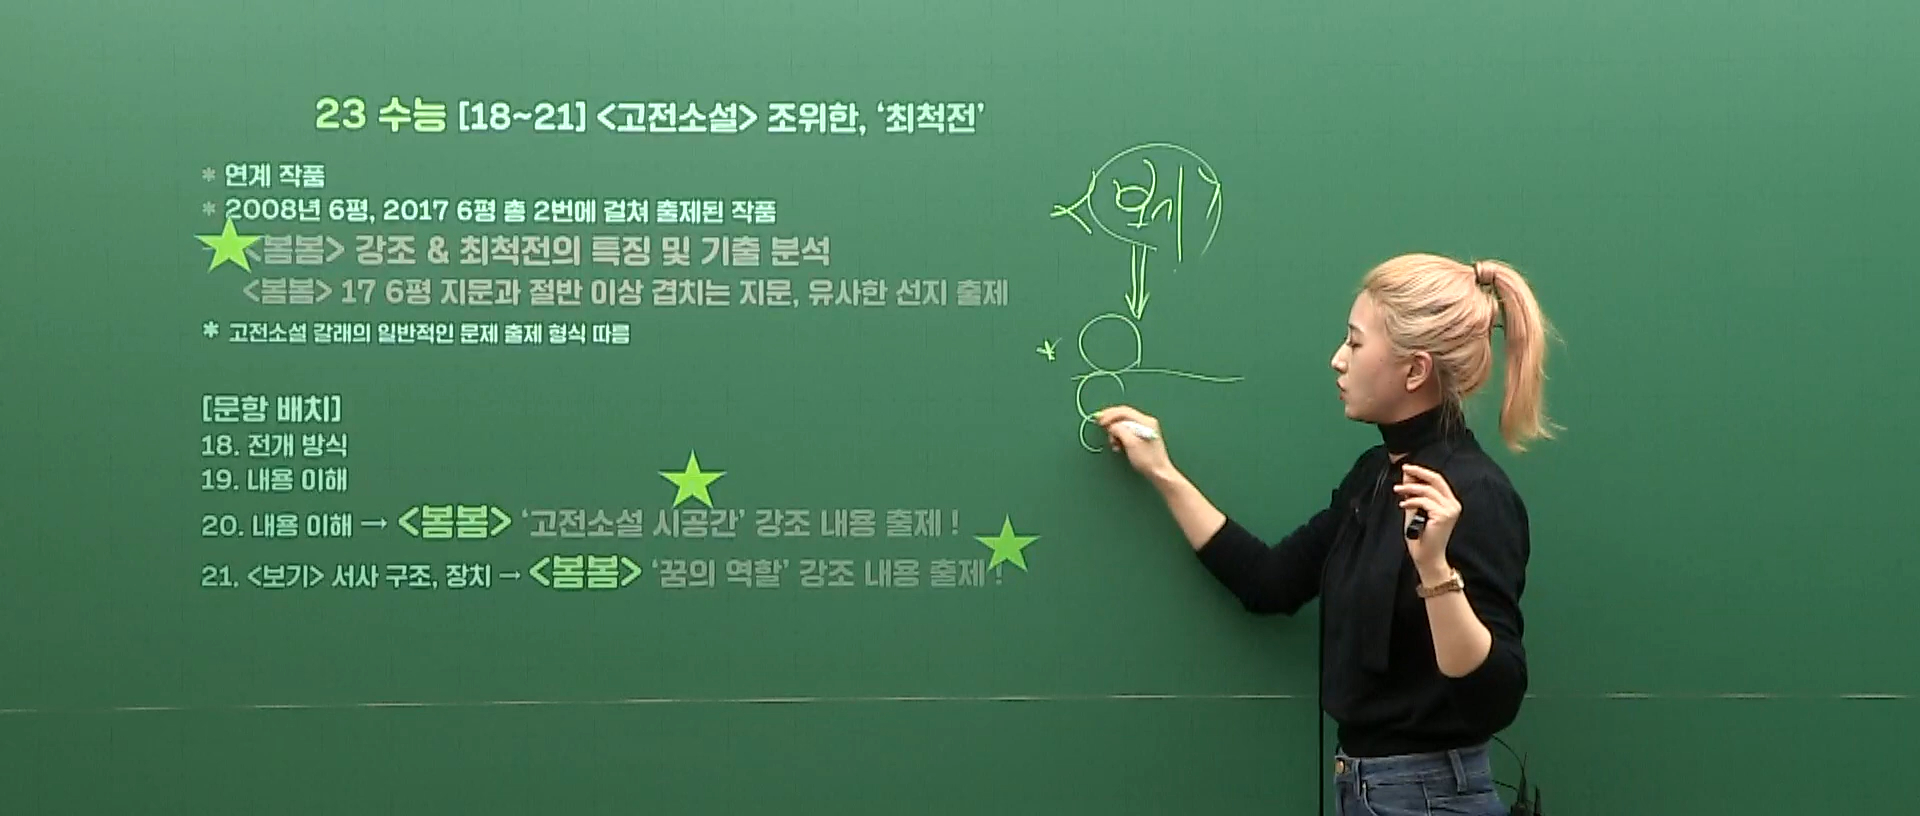 23 수능 [18~21] <고전소설> 조위한, ‘최척전’
* 연계 작품
* 2008년 6평, 2017 6평 총 2번에 걸쳐 출제된 작품
<봄봄> 강조 & 최척전의 특징 및 기출 분석
<봄봄> 17 6평 지문과 절반 이상 겹치는 지문, 유사한 선지 출제
* 고전소설 갈래의 일반적인 문제 출제 형식 따름
[문항 배치]
18. 전개 방식
19. 내용 이해
20. 내용 이해 → <봄봄> ‘고전소설 시공간’ 강조 내용 출제 !
21. <보기> 서사 구조, 장치 → <봄봄> ‘꿈의 역할’ 강조 내용 출제 !
<보기>
*